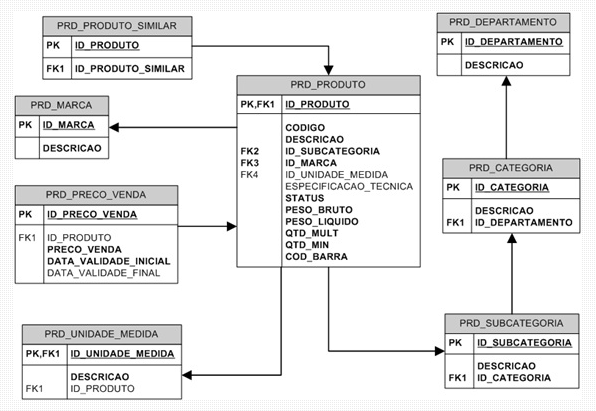 PRD_PRODUTO_SIMILAR
PK ID_PRODUTO
FK1 ID_PRODUTO_SIMILAR
PRD_DEPARTAMENTO
PK ID_DEPARTAMENTO
DESCRICAO
PRD_MARCA
PK ID_MARCA
DESCRICAO
PRD_PRODUTO
PK,FK1 ID_PRODUTO
CODIGO
DESCRICAO
FK2 ID_SUBCATEGORIA
FK3 ID_MARCA
FK4 ID_UNIDADE_MEDIDA
ESPECIFICACAO_TECNICA
STATUS
PESO_BRUTO
PESO_LIQUIDO
QTD_MULT
QTD_MIN
COD_BARRA
PRD_CATEGORIA
PK ID_CATEGORIA
DESCRICAO
FK1 ID_DEPARTAMENTO
PRD_PRECO_VENDA
PK ID_PRECO_VENDA
FK1 ID_PRODUTO
PRECO_VENDA
DATA_VALIDADE_INICIAL
DATA_VALIDADE_FINAL
PRD_UNIDADE_MEDIDA
PK,FK1 ID_UNIDADE_MEDIDA
DESCRICAO
FK1 ID_PRODUTO
PRD_SUBCATEGORIA
PK ID_SUBCATEGORIA
DESCRICAO
FK1 ID_CATEGORIA